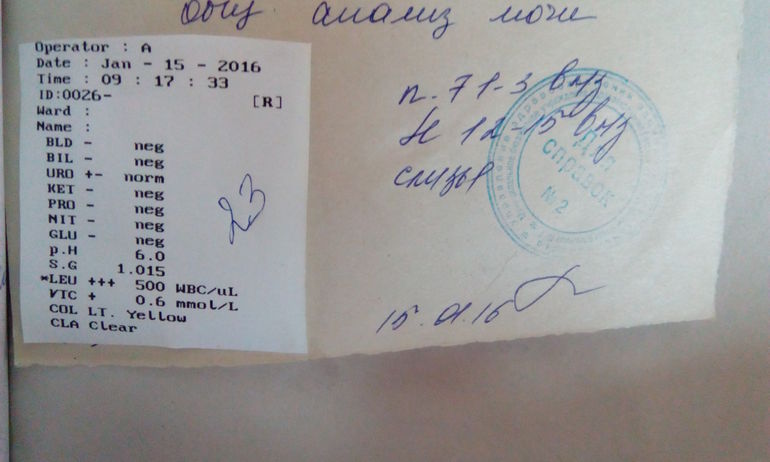 общ. анализ мочи
Operator : A
Date : Jan - 15 - 2016
Time : 09 : 17 : 33
ID:0026- [R]
Ward :
Name :
BLD - neg
BIL - neg
URO +- norm
KET - neg
PRO - neg
NIT - neg
GLU - neg
p.H 6.0
S.G 1.015
*LEU +++ 500 WBC/uL
VTC + 0.6 mmol/L
COL LT. Yellow
CLA Clear
23
п. 1-3
12-15
слизь
Для
справок
№ 2
15.01.16